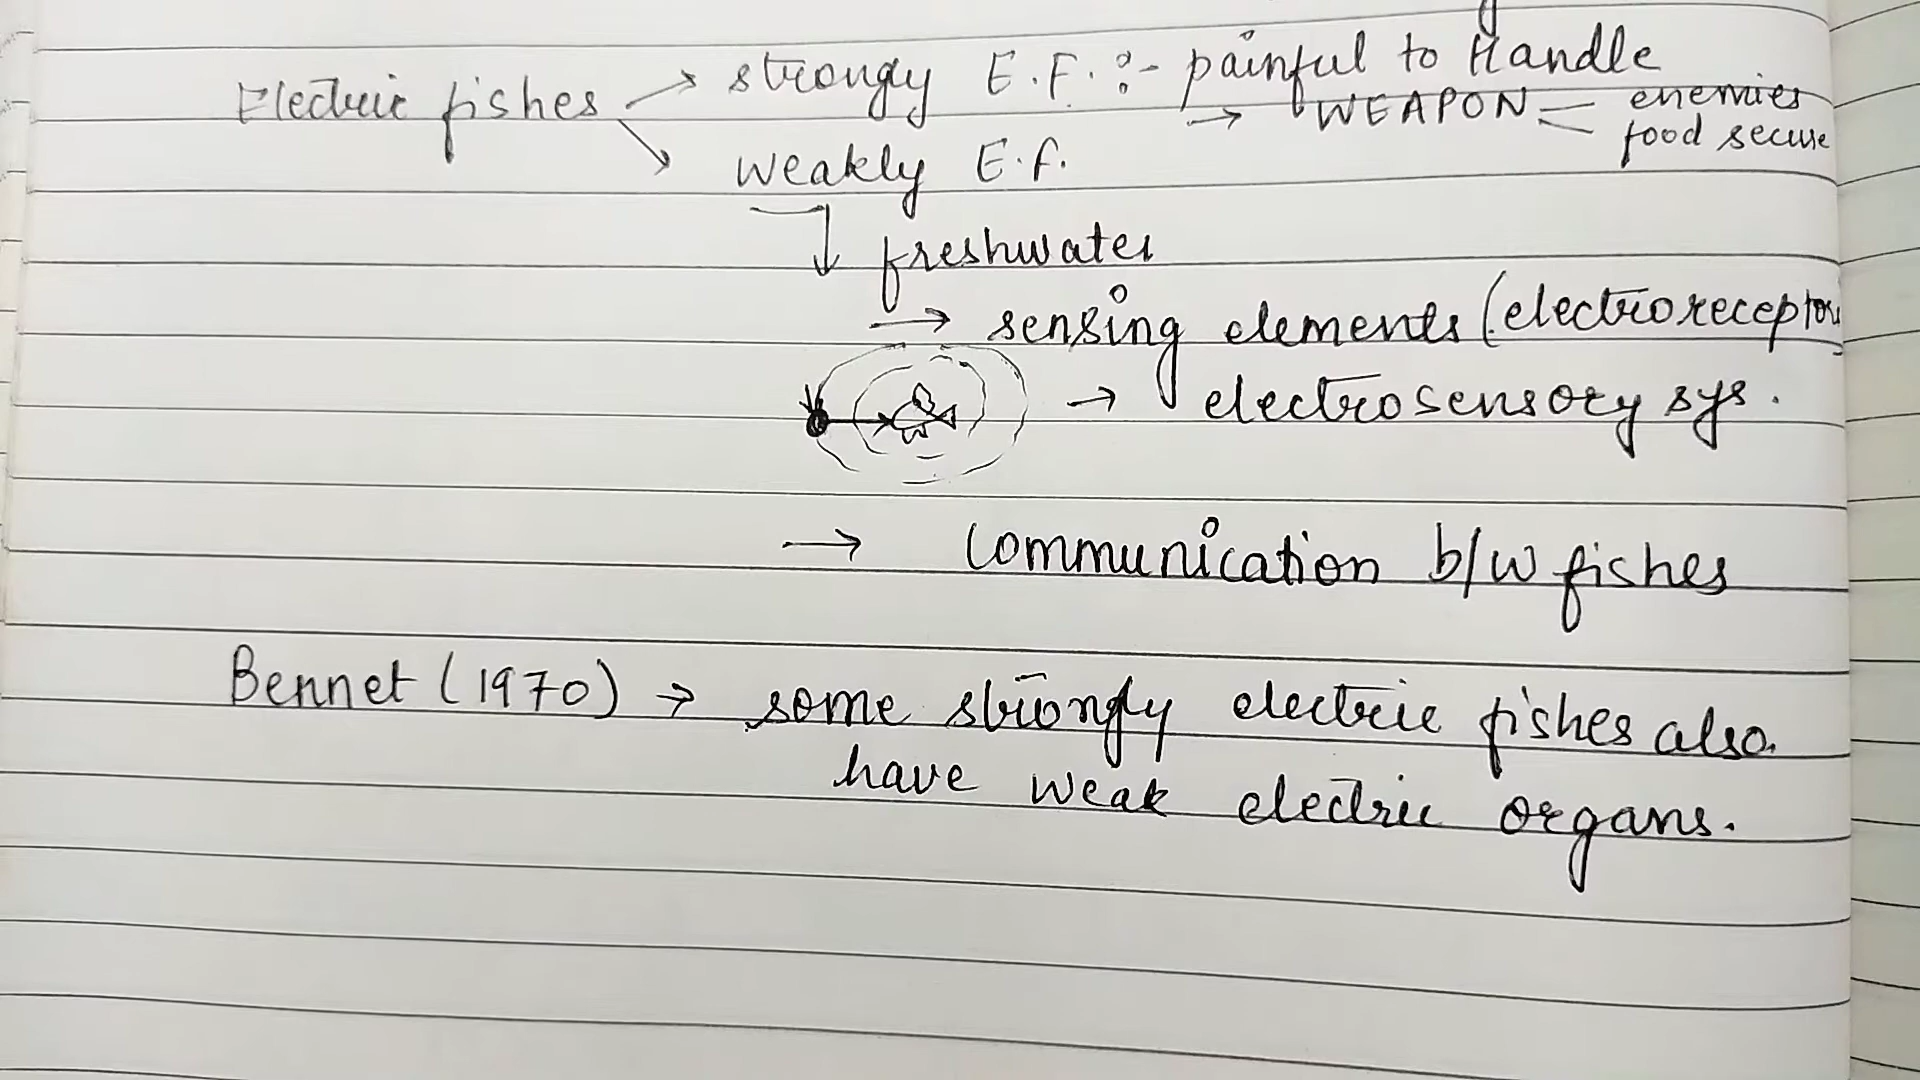 Electric fishes → strongly E.F. :- painful to Handle
→ WEAPON enemies
food secure
↘ weakly E.F.
↓ freshwater
→ sensing elements (electroreceptor
→ electrosensory sys.
→ Communication b/w fishes
Bennet (1970) → some strongly electric fishes also
have weak electric organs.